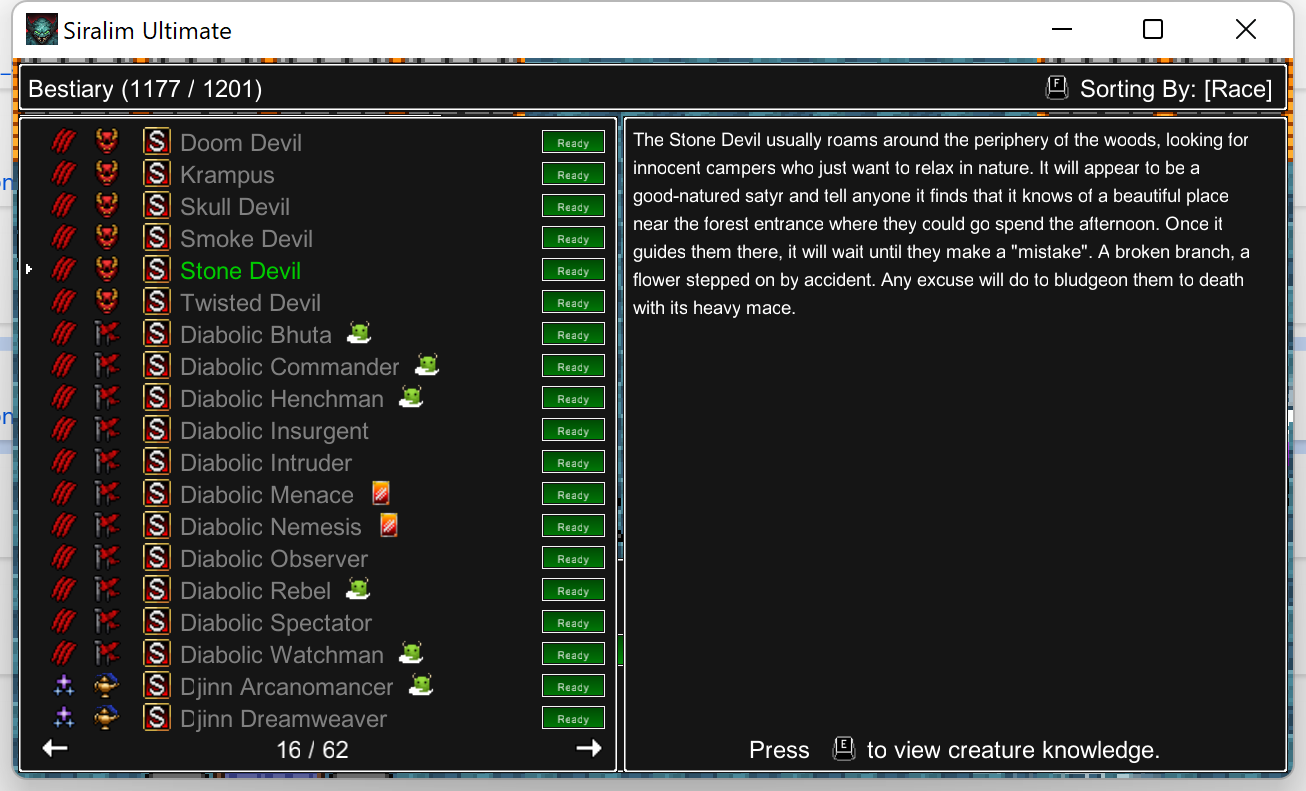 Siralim Ultimate
Bestiary (1177 / 1201)
F Sorting By: [Race]
S Doom Devil Ready
S Krampus Ready
S Skull Devil Ready
S Smoke Devil Ready
S Stone Devil Ready
S Twisted Devil Ready
S Diabolic Bhuta Ready
S Diabolic Commander Ready
S Diabolic Henchman Ready
S Diabolic Insurgent Ready
S Diabolic Intruder Ready
S Diabolic Menace Ready
S Diabolic Nemesis Ready
S Diabolic Observer Ready
S Diabolic Rebel Ready
S Diabolic Spectator Ready
S Diabolic Watchman Ready
S Djinn Arcanomancer Ready
S Djinn Dreamweaver Ready
16 / 62
The Stone Devil usually roams around the periphery of the woods, looking for
innocent campers who just want to relax in nature. It will appear to be a
good-natured satyr and tell anyone it finds that it knows of a beautiful place
near the forest entrance where they could go spend the afternoon. Once it
guides them there, it will wait until they make a "mistake". A broken branch, a
flower stepped on by accident. Any excuse will do to bludgeon them to death
with its heavy mace.
Press E to view creature knowledge.